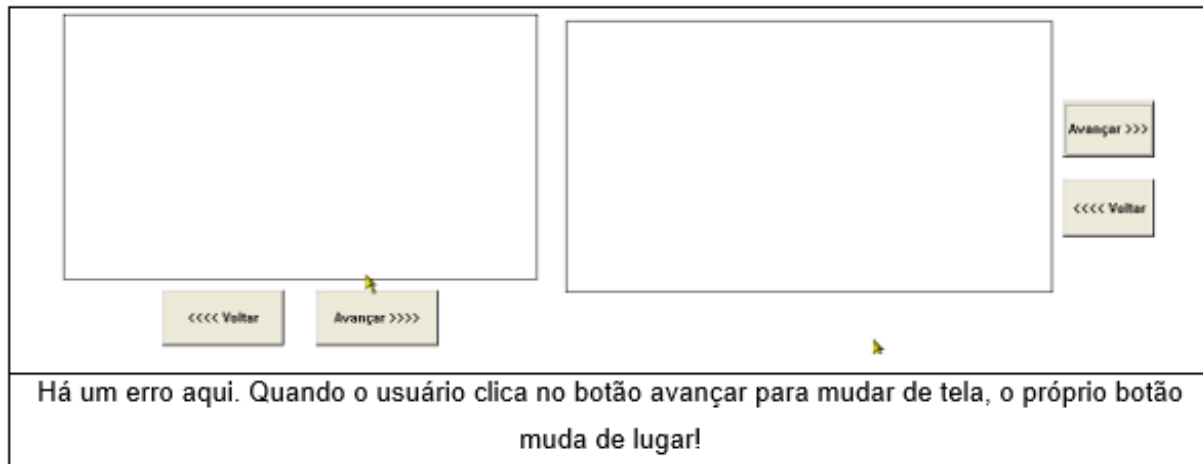 <<<< Voltar
Avançar >>>>
Avançar >>>
<<<< Voltar
Há um erro aqui. Quando o usuário clica no botão avançar para mudar de tela, o próprio botão
muda de lugar!